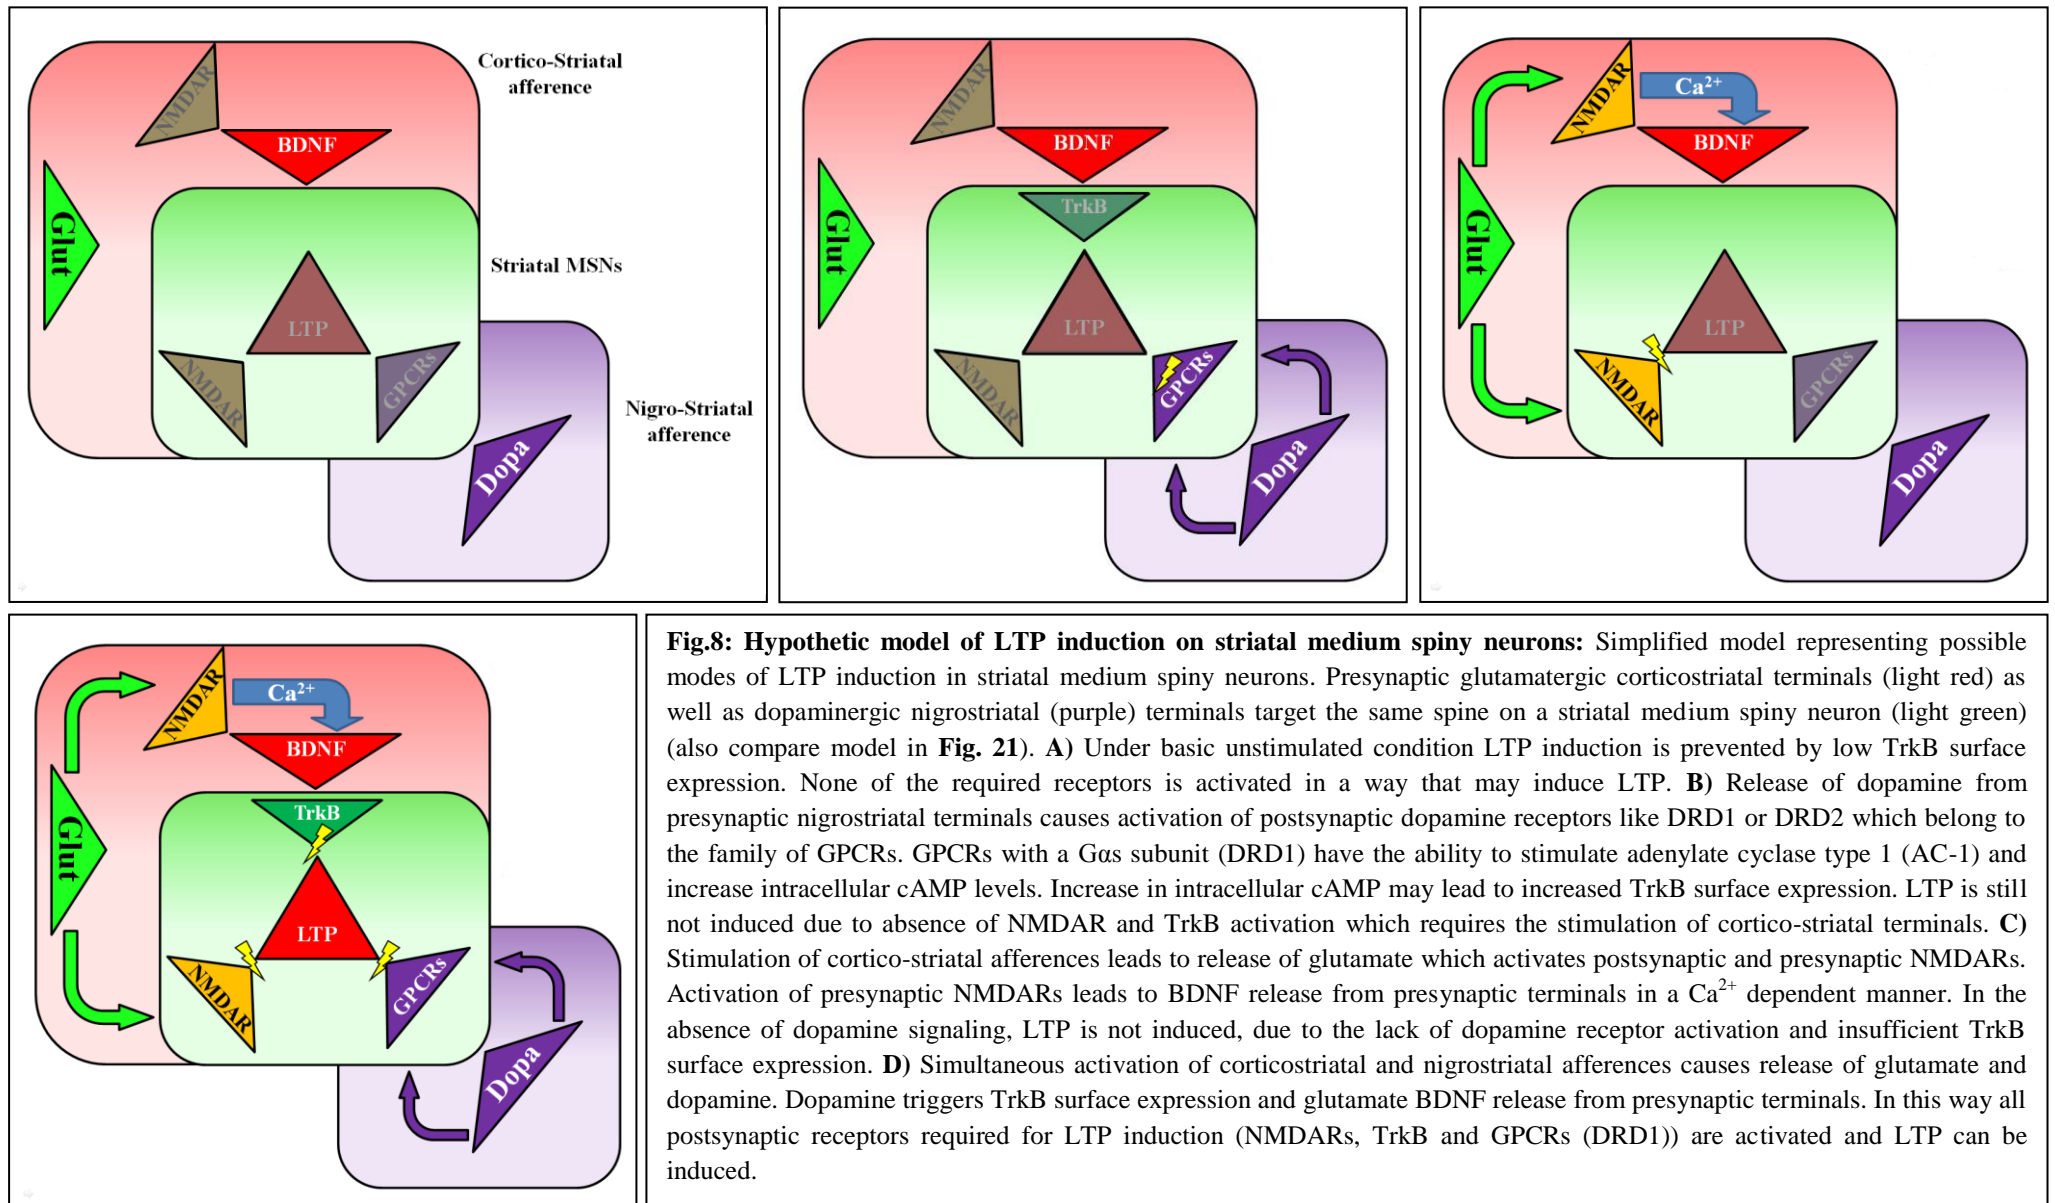 Cortico-Striatal
afference
NMDAR
BDNF
Glut
Striatal MSNs
LTP
NMDAR
GPCRs
Nigro-Striatal
afference
Dopa
NMDAR
BDNF
TrkB
Glut
LTP
NMDAR
GPCRs
Dopa
NMDAR
Ca²⁺
BDNF
Glut
LTP
NMDAR
GPCRs
Dopa
NMDAR
Ca²⁺
BDNF
TrkB
Glut
LTP
NMDAR
GPCRs
Dopa
Fig.8: Hypothetic model of LTP induction on striatal medium spiny neurons: Simplified model representing possible
modes of LTP induction in striatal medium spiny neurons. Presynaptic glutamatergic corticostriatal terminals (light red) as
well as dopaminergic nigrostriatal (purple) terminals target the same spine on a striatal medium spiny neuron (light green)
(also compare model in Fig. 21). A) Under basic unstimulated condition LTP induction is prevented by low TrkB surface
expression. None of the required receptors is activated in a way that may induce LTP. B) Release of dopamine from
presynaptic nigrostriatal terminals causes activation of postsynaptic dopamine receptors like DRD1 or DRD2 which belong to
the family of GPCRs. GPCRs with a Gαs subunit (DRD1) have the ability to stimulate adenylate cyclase type 1 (AC-1) and
increase intracellular cAMP levels. Increase in intracellular cAMP may lead to increased TrkB surface expression. LTP is still
not induced due to absence of NMDAR and TrkB activation which requires the stimulation of cortico-striatal terminals. C)
Stimulation of cortico-striatal afferences leads to release of glutamate which activates postsynaptic and presynaptic NMDARs.
Activation of presynaptic NMDARs leads to BDNF release from presynaptic terminals in a Ca²⁺ dependent manner. In the
absence of dopamine signaling, LTP is not induced, due to the lack of dopamine receptor activation and insufficient TrkB
surface expression. D) Simultaneous activation of corticostriatal and nigrostriatal afferences causes release of glutamate and
dopamine. Dopamine triggers TrkB surface expression and glutamate BDNF release from presynaptic terminals. In this way all
postsynaptic receptors required for LTP induction (NMDARs, TrkB and GPCRs (DRD1)) are activated and LTP can be
induced.